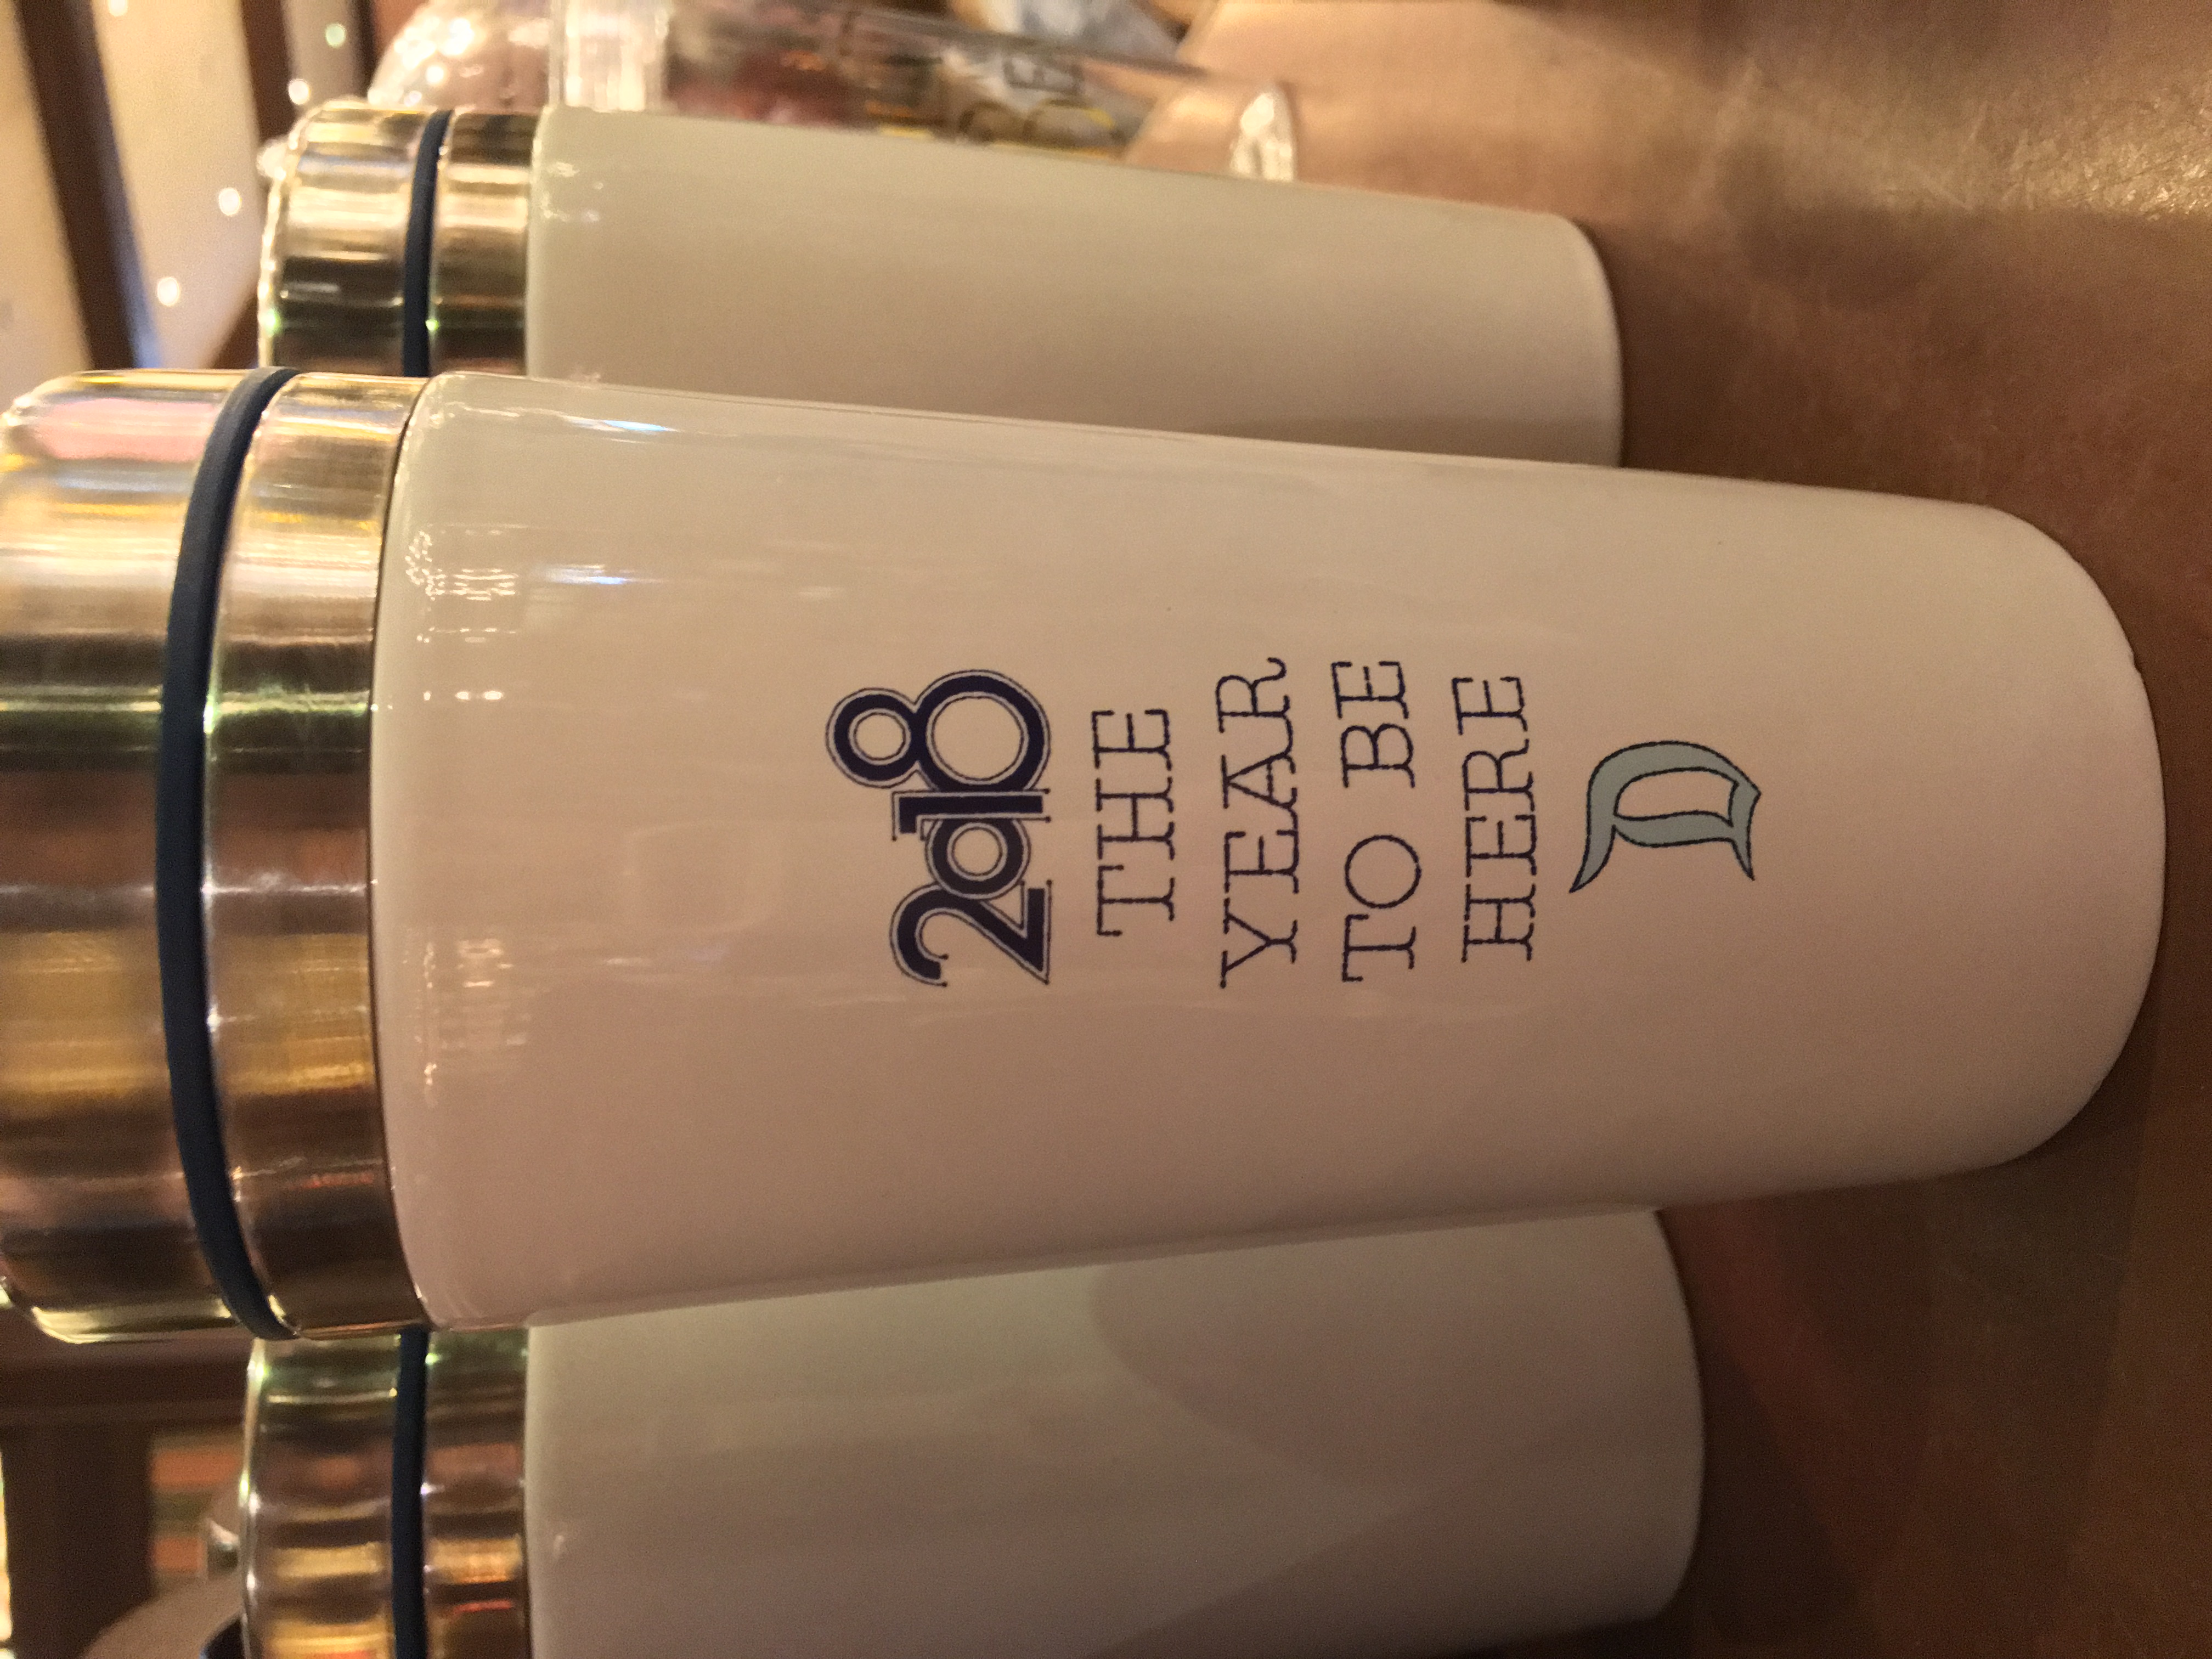 2018
THE
YEAR
TO BE
HERE
D